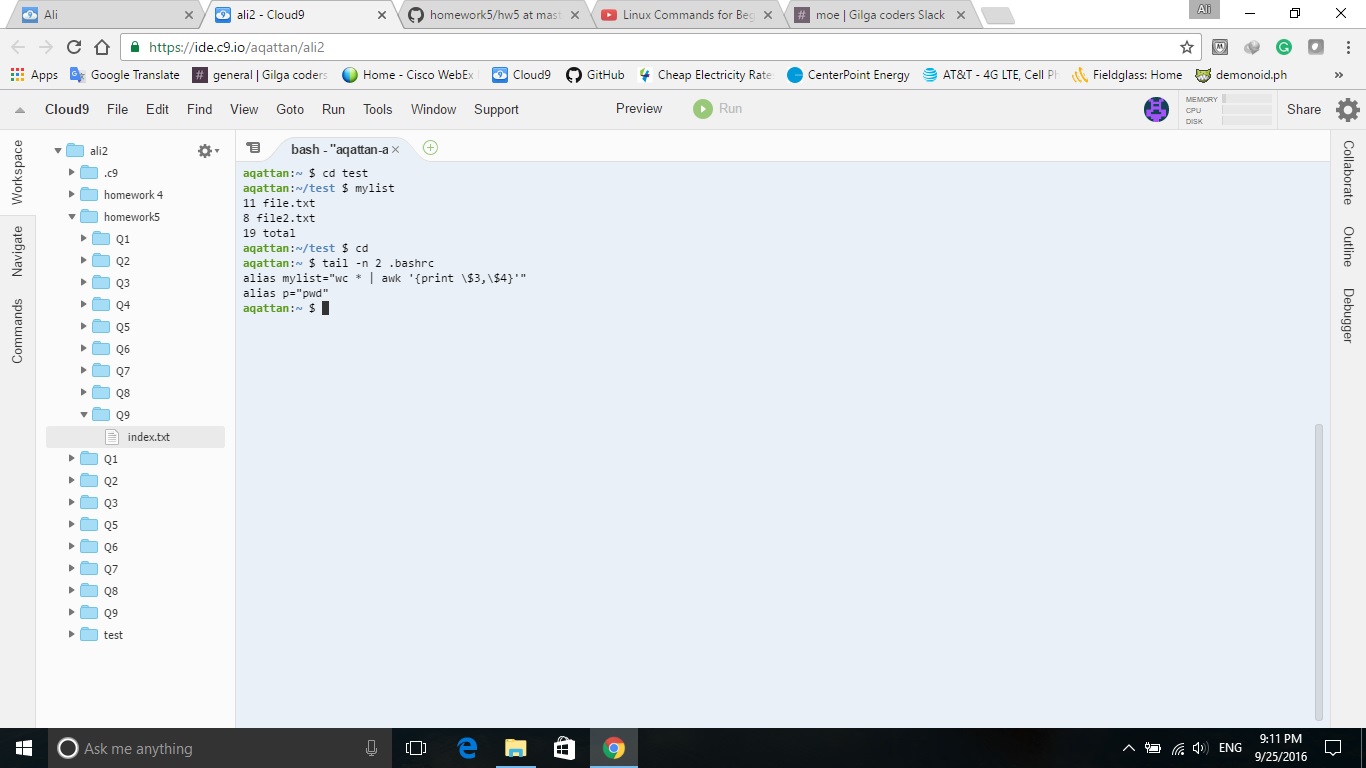 Ali
ali2 - Cloud9
homework5/hw5 at mast
Linux Commands for Beg
moe | Gilga coders Slack
Ali
https://ide.c9.io/aqattan/ali2
Apps
Google Translate
general | Gilga coders
Home - Cisco WebEx
Cloud9
GitHub
Cheap Electricity Rate
CenterPoint Energy
AT&T - 4G LTE, Cell Ph
Fieldglass: Home
demonoid.ph
»
Cloud9 File Edit Find View Goto Run Tools Window Support
Preview
Run
MEMORY
CPU
DISK
Share
Workspace
Navigate
Commands
ali2
.c9
homework 4
homework5
Q1
Q2
Q3
Q4
Q5
Q6
Q7
Q8
Q9
index.txt
Q1
Q2
Q3
Q5
Q6
Q7
Q8
Q9
test
bash - "aqattan-a
aqattan:~ $ cd test
aqattan:~/test $ mylist
11 file.txt
8 file2.txt
19 total
aqattan:~/test $ cd
aqattan:~ $ tail -n 2 .bashrc
alias mylist="wc * | awk '{print \$3,\$4}'"
alias p="pwd"
aqattan:~ $
Collaborate
Outline
Debugger
Ask me anything
ENG
9:11 PM
9/25/2016